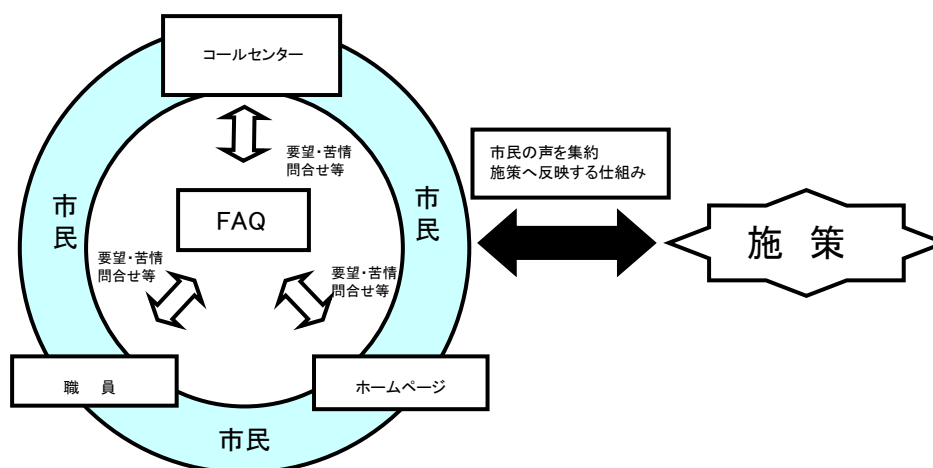 コールセンター
要望・苦情
問合せ等
市民の声を集約
施策へ反映する仕組み
市民
市民
FAQ
施 策
要望・苦情
問合せ等
要望・苦情
問合せ等
職 員
ホームページ
市民